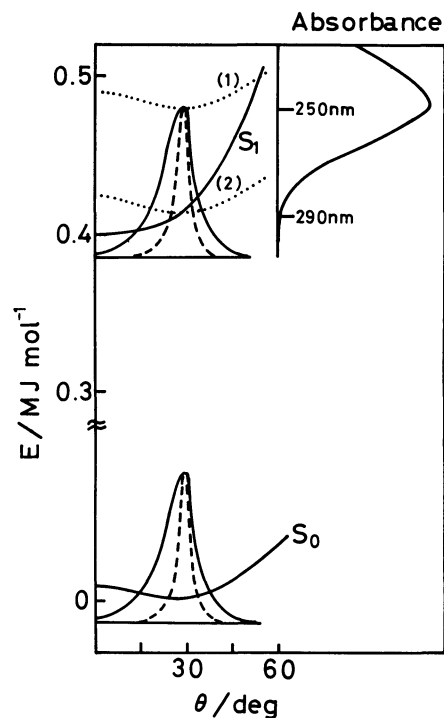 Absorbance
0.5
(1)
250nm
S₁
(2)
290nm
0.4
0.3
E / MJ mol⁻¹
S₀
0
30
60
θ / deg